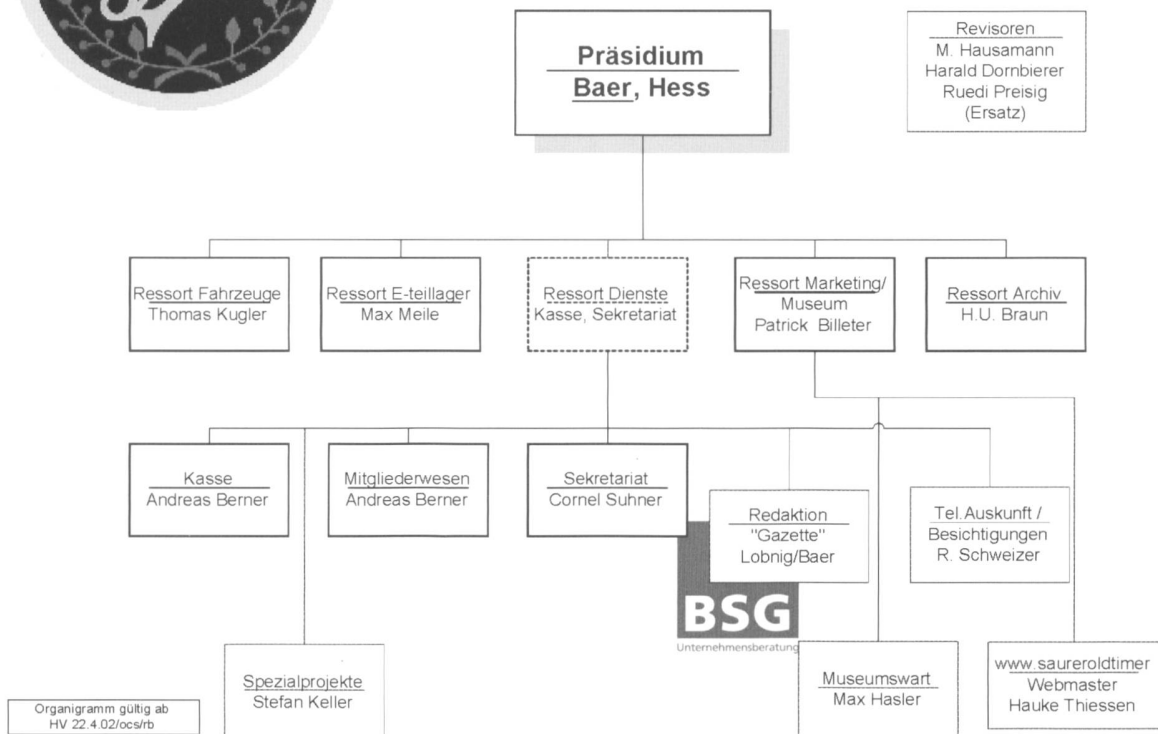 Präsidium
Baer, Hess
Revisoren
M. Hausamann
Harald Dornbierer
Ruedi Preisig
(Ersatz)
Ressort Fahrzeuge
Thomas Kugler
Ressort E-teillager
Max Meile
Ressort Dienste
Kasse, Sekretariat
Ressort Marketing/
Museum
Patrick Billeter
Ressort Archiv
H.U. Braun
Kasse
Andreas Berner
Mitgliederwesen
Andreas Berner
Sekretariat
Cornel Suhner
Redaktion
"Gazette"
Lobnig/Baer
Tel. Auskunft /
Besichtigungen
R. Schweizer
BSG
Unternehmensberatung
Spezialprojekte
Stefan Keller
Museumswart
Max Hasler
www.saureroldtimer
Webmaster
Hauke Thiessen
Organigramm gültig ab
HV 22.4.02/ocs/rb